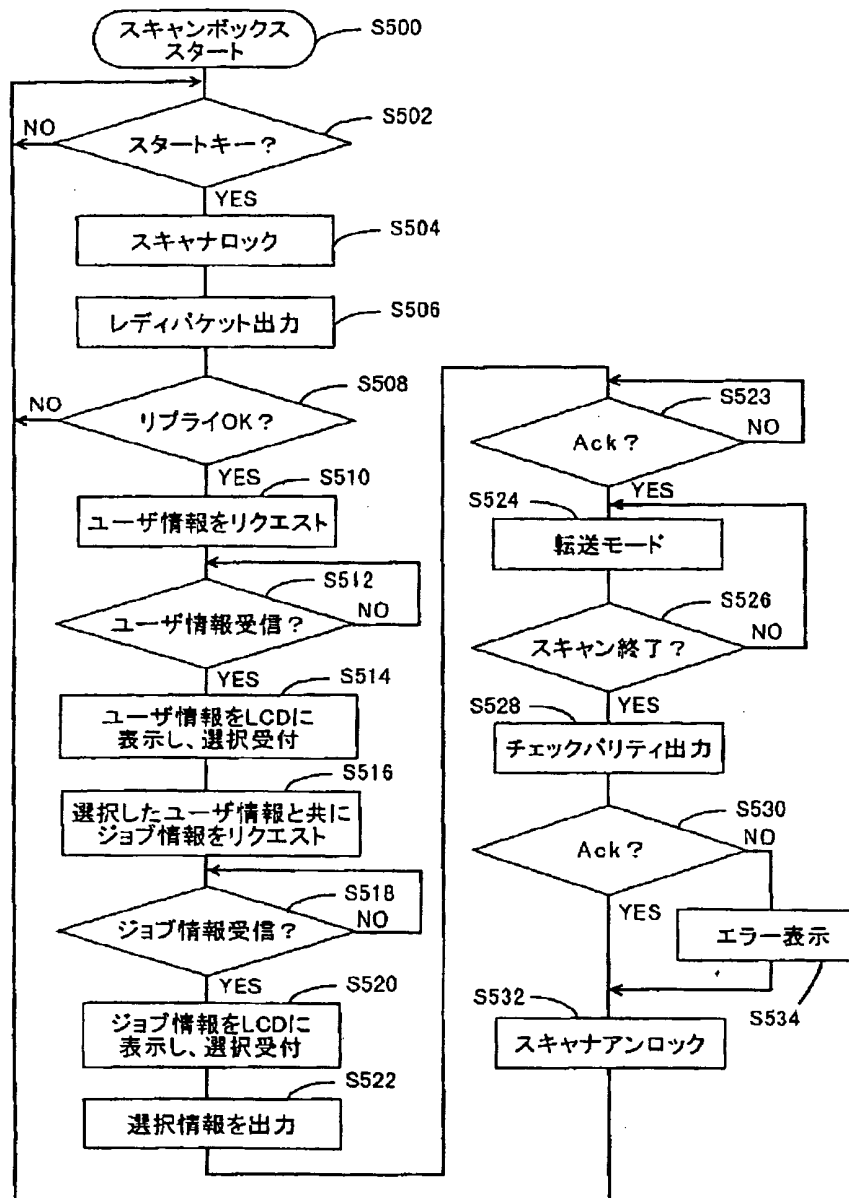 スキャンボックス
スタート
S500
S502
NO
スタートキー？
YES
S504
スキャナロック
S506
レディパケット出力
S508
NO
リプライOK？
YES
S510
ユーザ情報をリクエスト
S512
NO
ユーザ情報受信？
YES
S514
ユーザ情報をLCDに
表示し、選択受付
S516
選択したユーザ情報と共に
ジョブ情報をリクエスト
S518
NO
ジョブ情報受信？
YES
S520
ジョブ情報をLCDに
表示し、選択受付
S522
選択情報を出力
S523
NO
Ack？
YES
S524
転送モード
S526
NO
スキャン終了？
YES
S528
チェックパリティ出力
S530
NO
Ack？
YES
エラー表示
S534
S532
スキャナアンロック